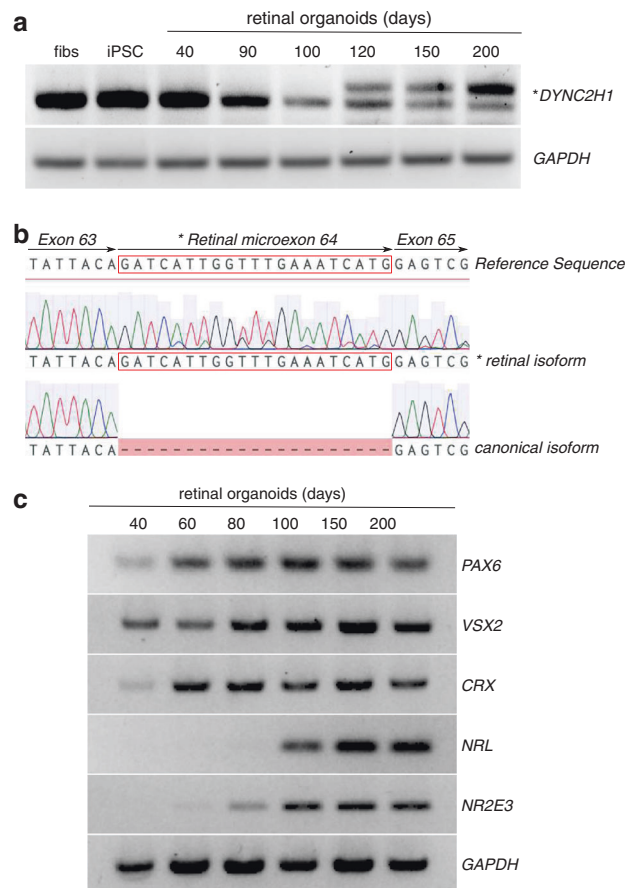 a
retinal organoids (days)
fibs iPSC 40 90 100 120 150 200
*DYNC2H1
GAPDH
b
Exon 63 * Retinal microexon 64 Exon 65
TATTACAGATCATTGGTTTGAAATCATGGAGTCG Reference Sequence
TATTACAGATCATTGGTTTGAAATCATGGAGTCG * retinal isoform
TATTACA---------------------GAGTCG canonical isoform
c
retinal organoids (days)
40 60 80 100 150 200
PAX6
VSX2
CRX
NRL
NR2E3
GAPDH